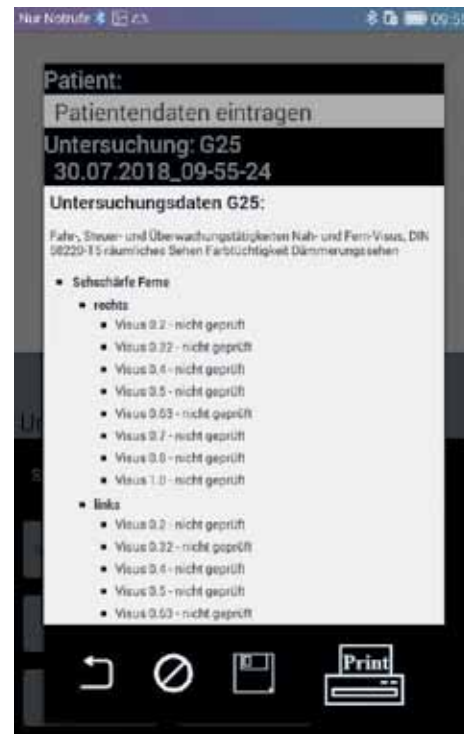 Nur Notrufe
09:55
Patient:
Patientendaten eintragen
Untersuchung: G25
30.07.2018_09-55-24
Untersuchungsdaten G25:
Fahr-, Steuer- und Überwachungstätigkeiten Nah- und Fern-Visus, DIN
58220-T5 räumliches Sehen Farbtüchtigkeit Dämmerungssehen
Sehschärfe Ferne
rechts
Visus 0.2 - nicht geprüft
Visus 0.32 - nicht geprüft
Visus 0.4 - nicht geprüft
Visus 0.5 - nicht geprüft
Visus 0.63 - nicht geprüft
Visus 0.7 - nicht geprüft
Visus 0.8 - nicht geprüft
Visus 1.0 - nicht geprüft
links
Visus 0.2 - nicht geprüft
Visus 0.32 - nicht geprüft
Visus 0.4 - nicht geprüft
Visus 0.5 - nicht geprüft
Visus 0.63 - nicht geprüft
Print